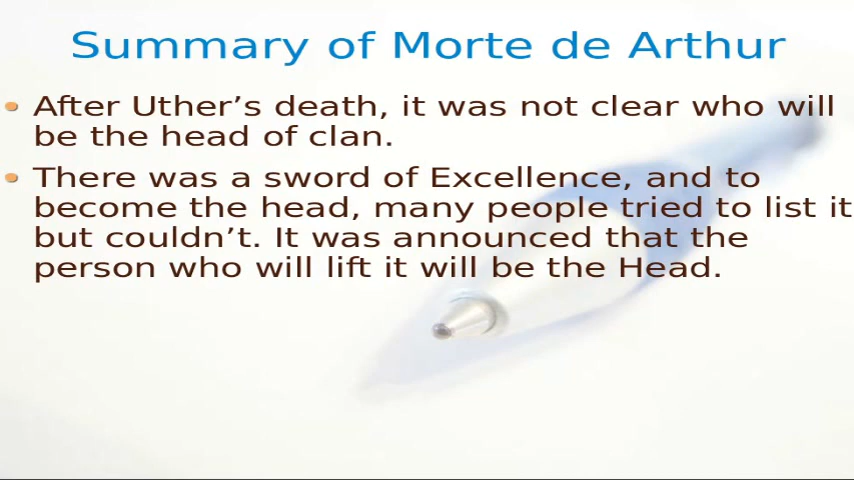 Summary of Morte de Arthur
• After Uther’s death, it was not clear who will
be the head of clan.
• There was a sword of Excellence, and to
become the head, many people tried to list it
but couldn’t. It was announced that the
person who will lift it will be the Head.